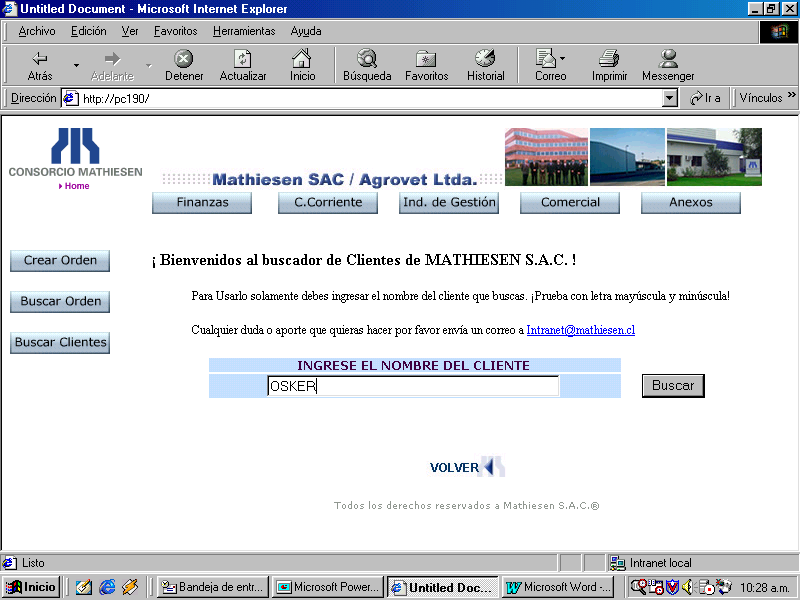 Untitled Document - Microsoft Internet Explorer
Archivo Edición Ver Favoritos Herramientas Ayuda
Atrás Adelante Detener Actualizar Inicio Búsqueda Favoritos Historial Correo Imprimir Messenger
Dirección http://pc190/ Ir a Vínculos »
CONSORCIO MATHIESEN
Home
Mathiesen SAC / Agrovet Ltda.
Finanzas C.Corriente Ind. de Gestión Comercial Anexos
Crear Orden
Buscar Orden
Buscar Clientes
¡ Bienvenidos al buscador de Clientes de MATHIESEN S.A.C. !
Para Usarlo solamente debes ingresar el nombre del cliente que buscas. ¡Prueba con letra mayúscula y minúscula!
Cualquier duda o aporte que quieras hacer por favor envía un correo a Intranet@mathiesen.cl
INGRESE EL NOMBRE DEL CLIENTE
OSKER Buscar
VOLVER
Todos los derechos reservados a Mathiesen S.A.C.®
Listo Intranet local
Inicio Bandeja de entr... Microsoft Power... Untitled Doc... Microsoft Word -... 10:28 a.m.